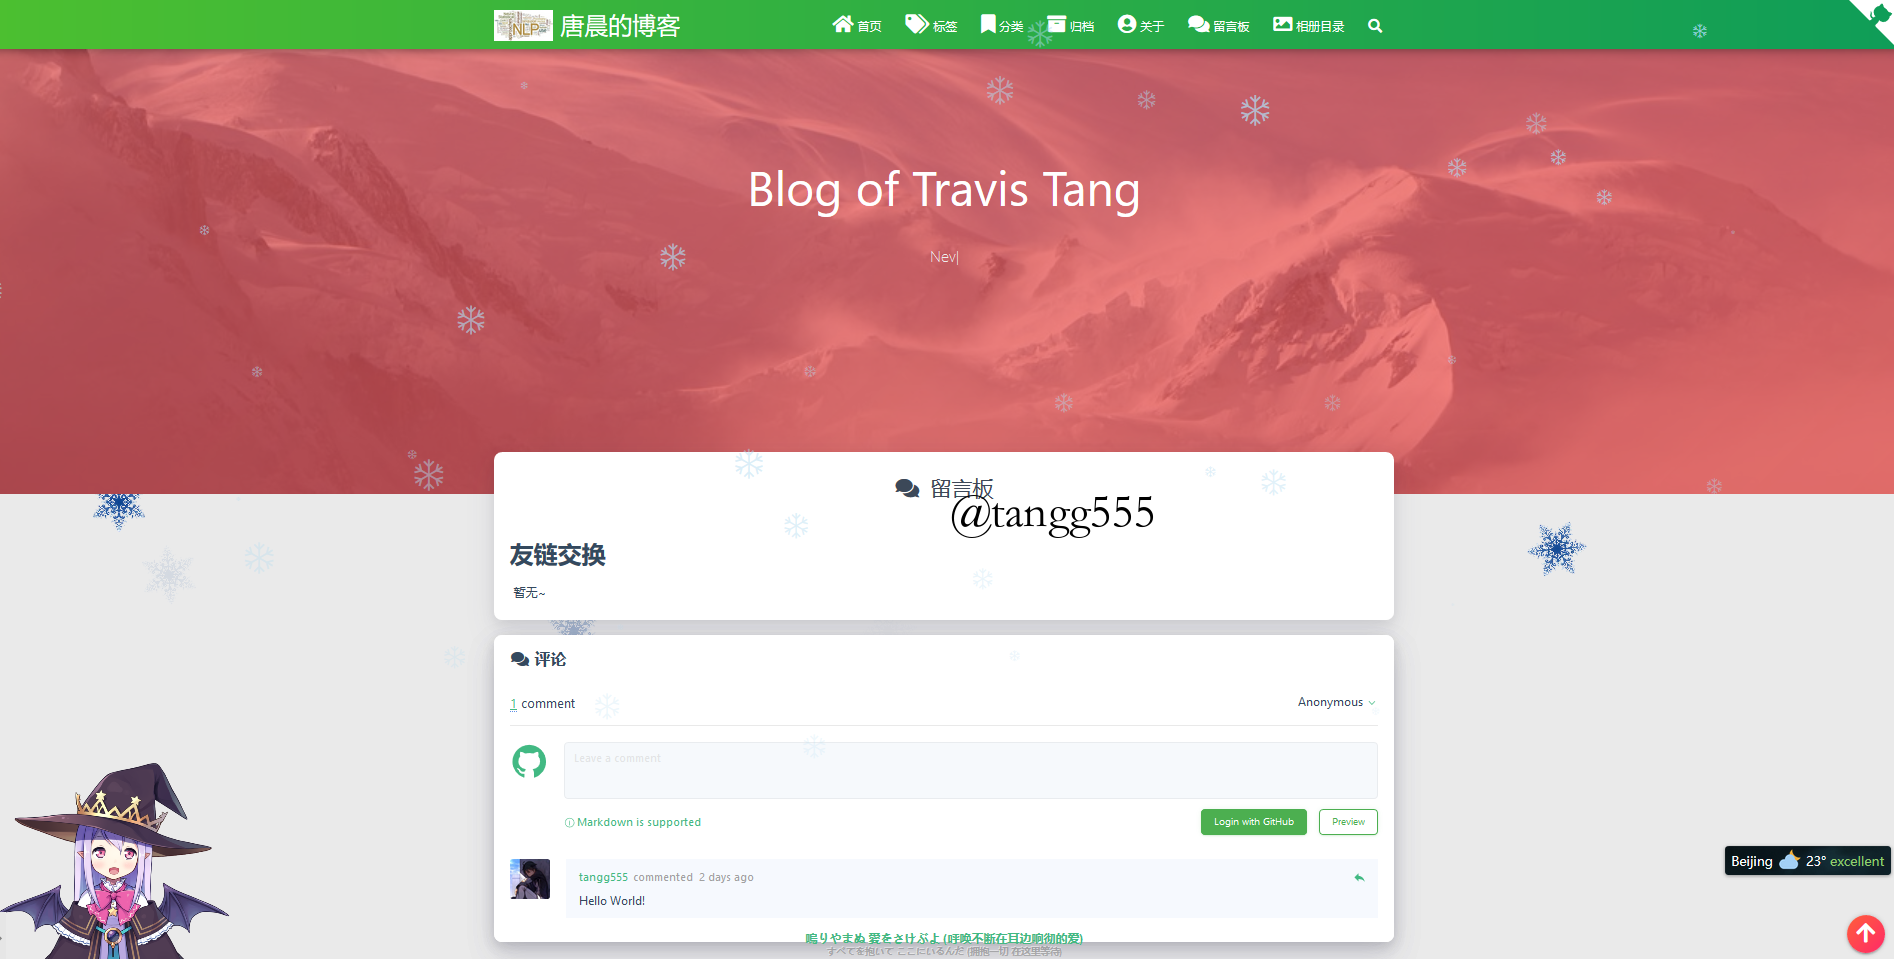 NLP
唐晨的博客
首页
标签
分类
归档
关于
留言板
相册目录
Blog of Travis Tang
Nev|
留言板
@tangg555
友链交换
暂无~
评论
1 comment
Anonymous
Leave a comment
Markdown is supported
Login with GitHub
Preview
tangg555 commented 2 days ago
Hello World!
鳴りやまぬ 愛をさけぶよ (呼唤不断在耳边响彻的爱)
すべてを抱いて ここにいるんだ (拥抱一切 在这里等待)
Beijing 23° excellent